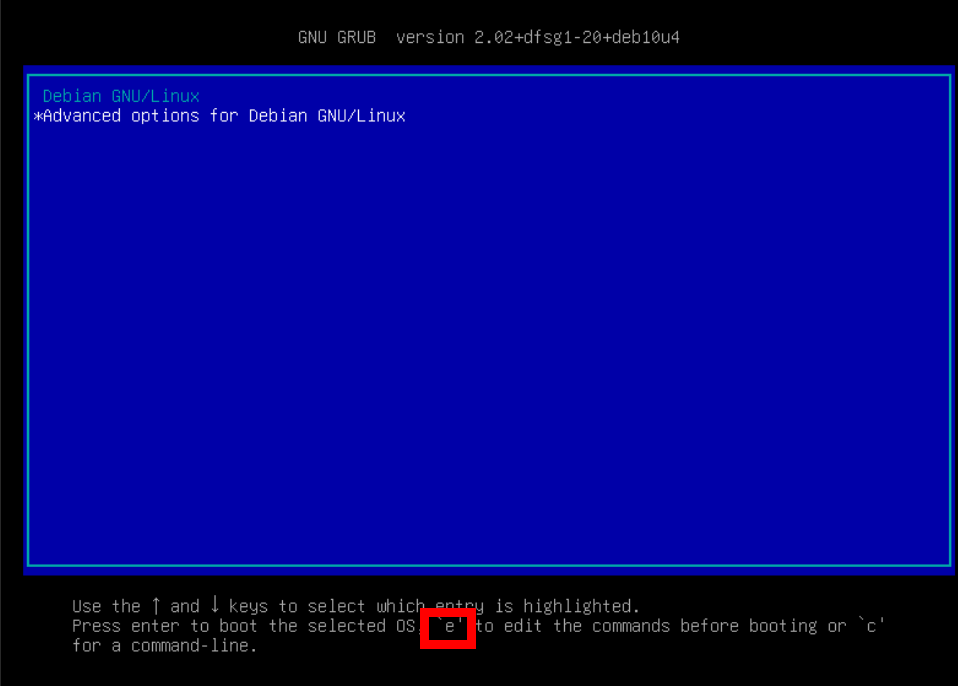 GNU GRUB  version 2.02+dfsg1-20+deb10u4
Debian GNU/Linux
*Advanced options for Debian GNU/Linux
Use the ↑ and ↓ keys to select which entry is highlighted.
Press enter to boot the selected OS `e' to edit the commands before booting or `c'
for a command-line.